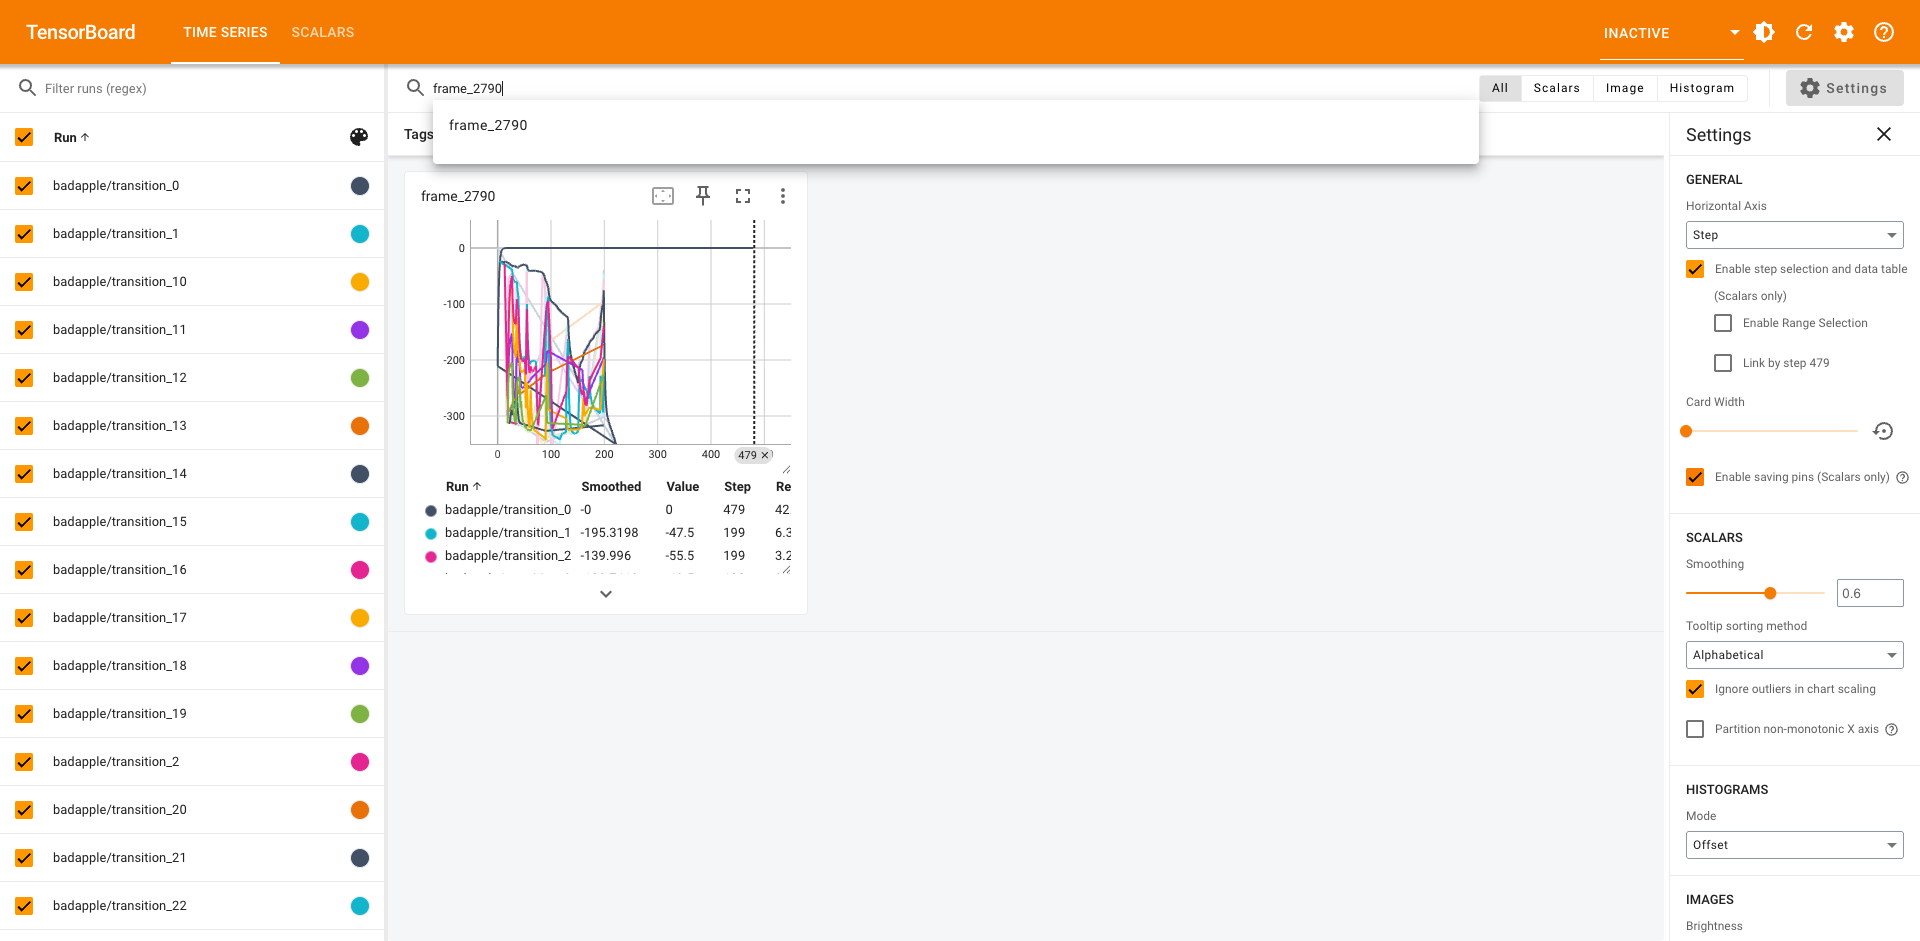 TensorBoard TIME SERIES SCALARS INACTIVE
Filter runs (regex)
frame_2790
All Scalars Image Histogram Settings
frame_2790
Tags
Run
badapple/transition_0
badapple/transition_1
badapple/transition_10
badapple/transition_11
badapple/transition_12
badapple/transition_13
badapple/transition_14
badapple/transition_15
badapple/transition_16
badapple/transition_17
badapple/transition_18
badapple/transition_19
badapple/transition_2
badapple/transition_20
badapple/transition_21
badapple/transition_22
frame_2790
0
-100
-200
-300
0 100 200 300 400 479
Run Smoothed Value Step Re
badapple/transition_0 -0 0 479 42.
badapple/transition_1 -195.3198 -47.5 199 6.3
badapple/transition_2 -139.996 -55.5 199 3.2
Settings
GENERAL
Horizontal Axis
Step
Enable step selection and data table
(Scalars only)
Enable Range Selection
Link by step 479
Card Width
Enable saving pins (Scalars only)
SCALARS
Smoothing
0.6
Tooltip sorting method
Alphabetical
Ignore outliers in chart scaling
Partition non-monotonic X axis
HISTOGRAMS
Mode
Offset
IMAGES
Brightness